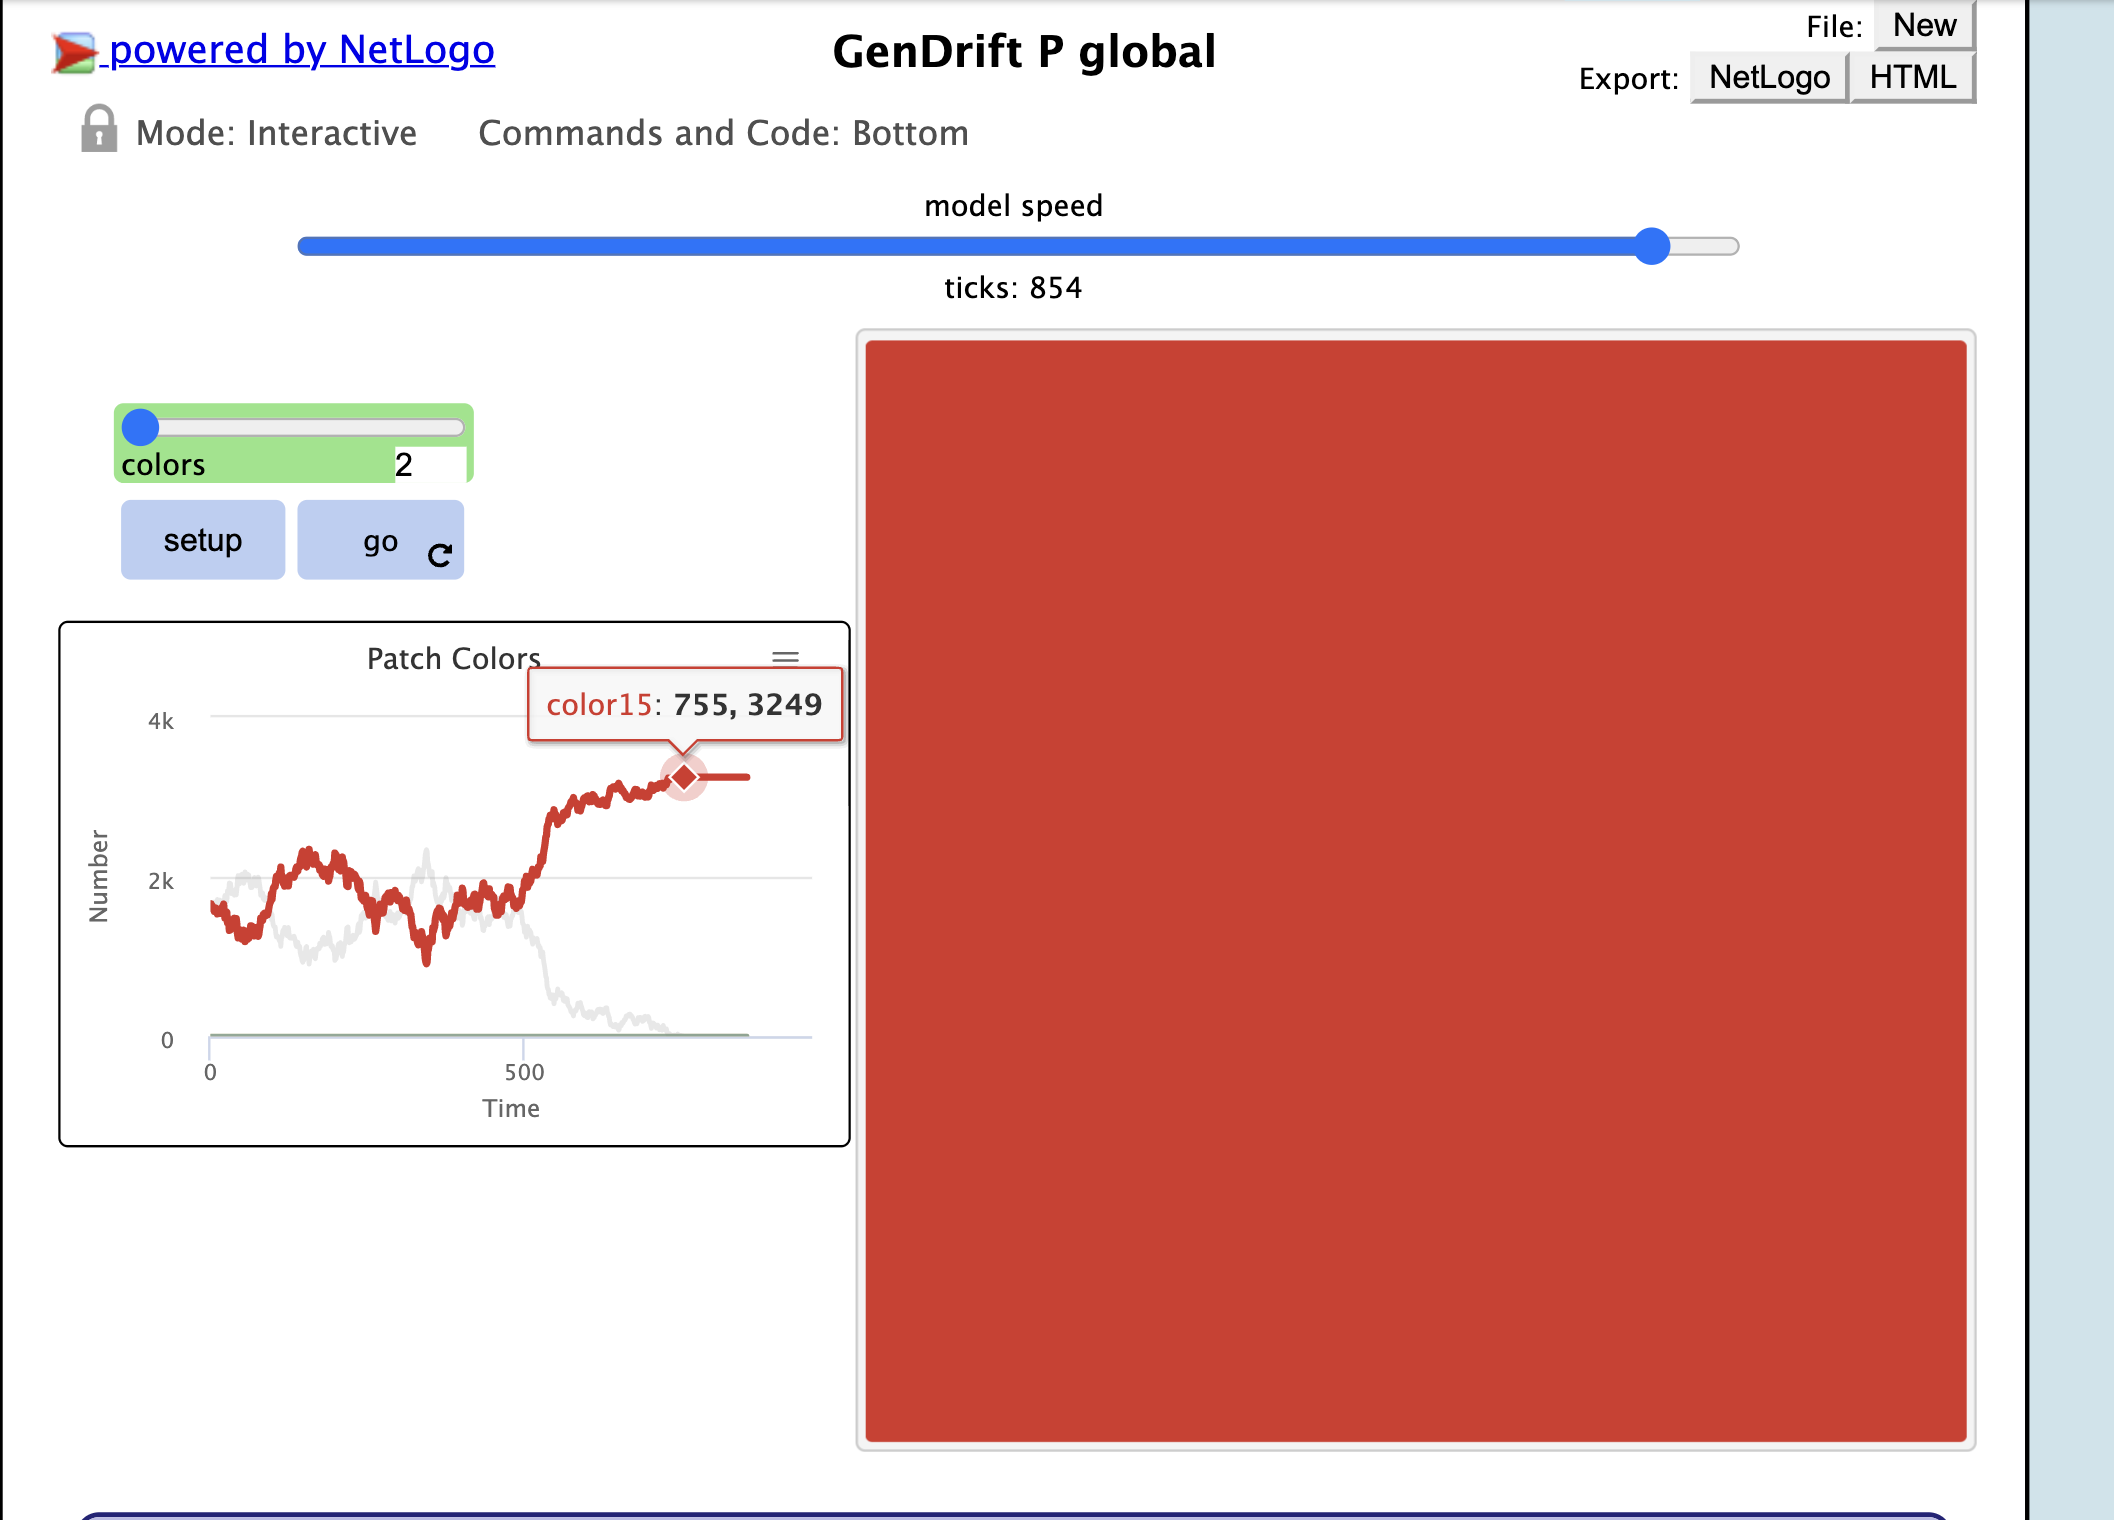 powered by NetLogo
GenDrift P global
File: New
Export: NetLogo HTML
Mode: Interactive Commands and Code: Bottom
model speed
ticks: 854
colors 2
setup go
Patch Colors
color15: 755, 3249
4k
2k
0
Number
0 500
Time